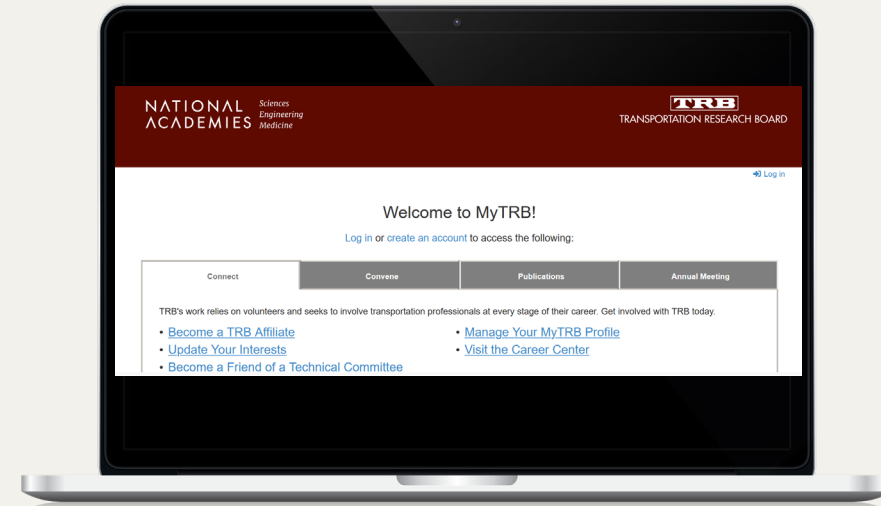 NATIONAL
ACADEMIES
Sciences
Engineering
Medicine
TRB
TRANSPORTATION RESEARCH BOARD
Log in
Welcome to MyTRB!
Log in or create an account to access the following:
Connect
Convene
Publications
Annual Meeting
TRB's work relies on volunteers and seeks to involve transportation professionals at every stage of their career. Get involved with TRB today.
• Become a TRB Affiliate
• Update Your Interests
• Become a Friend of a Technical Committee
• Manage Your MyTRB Profile
• Visit the Career Center